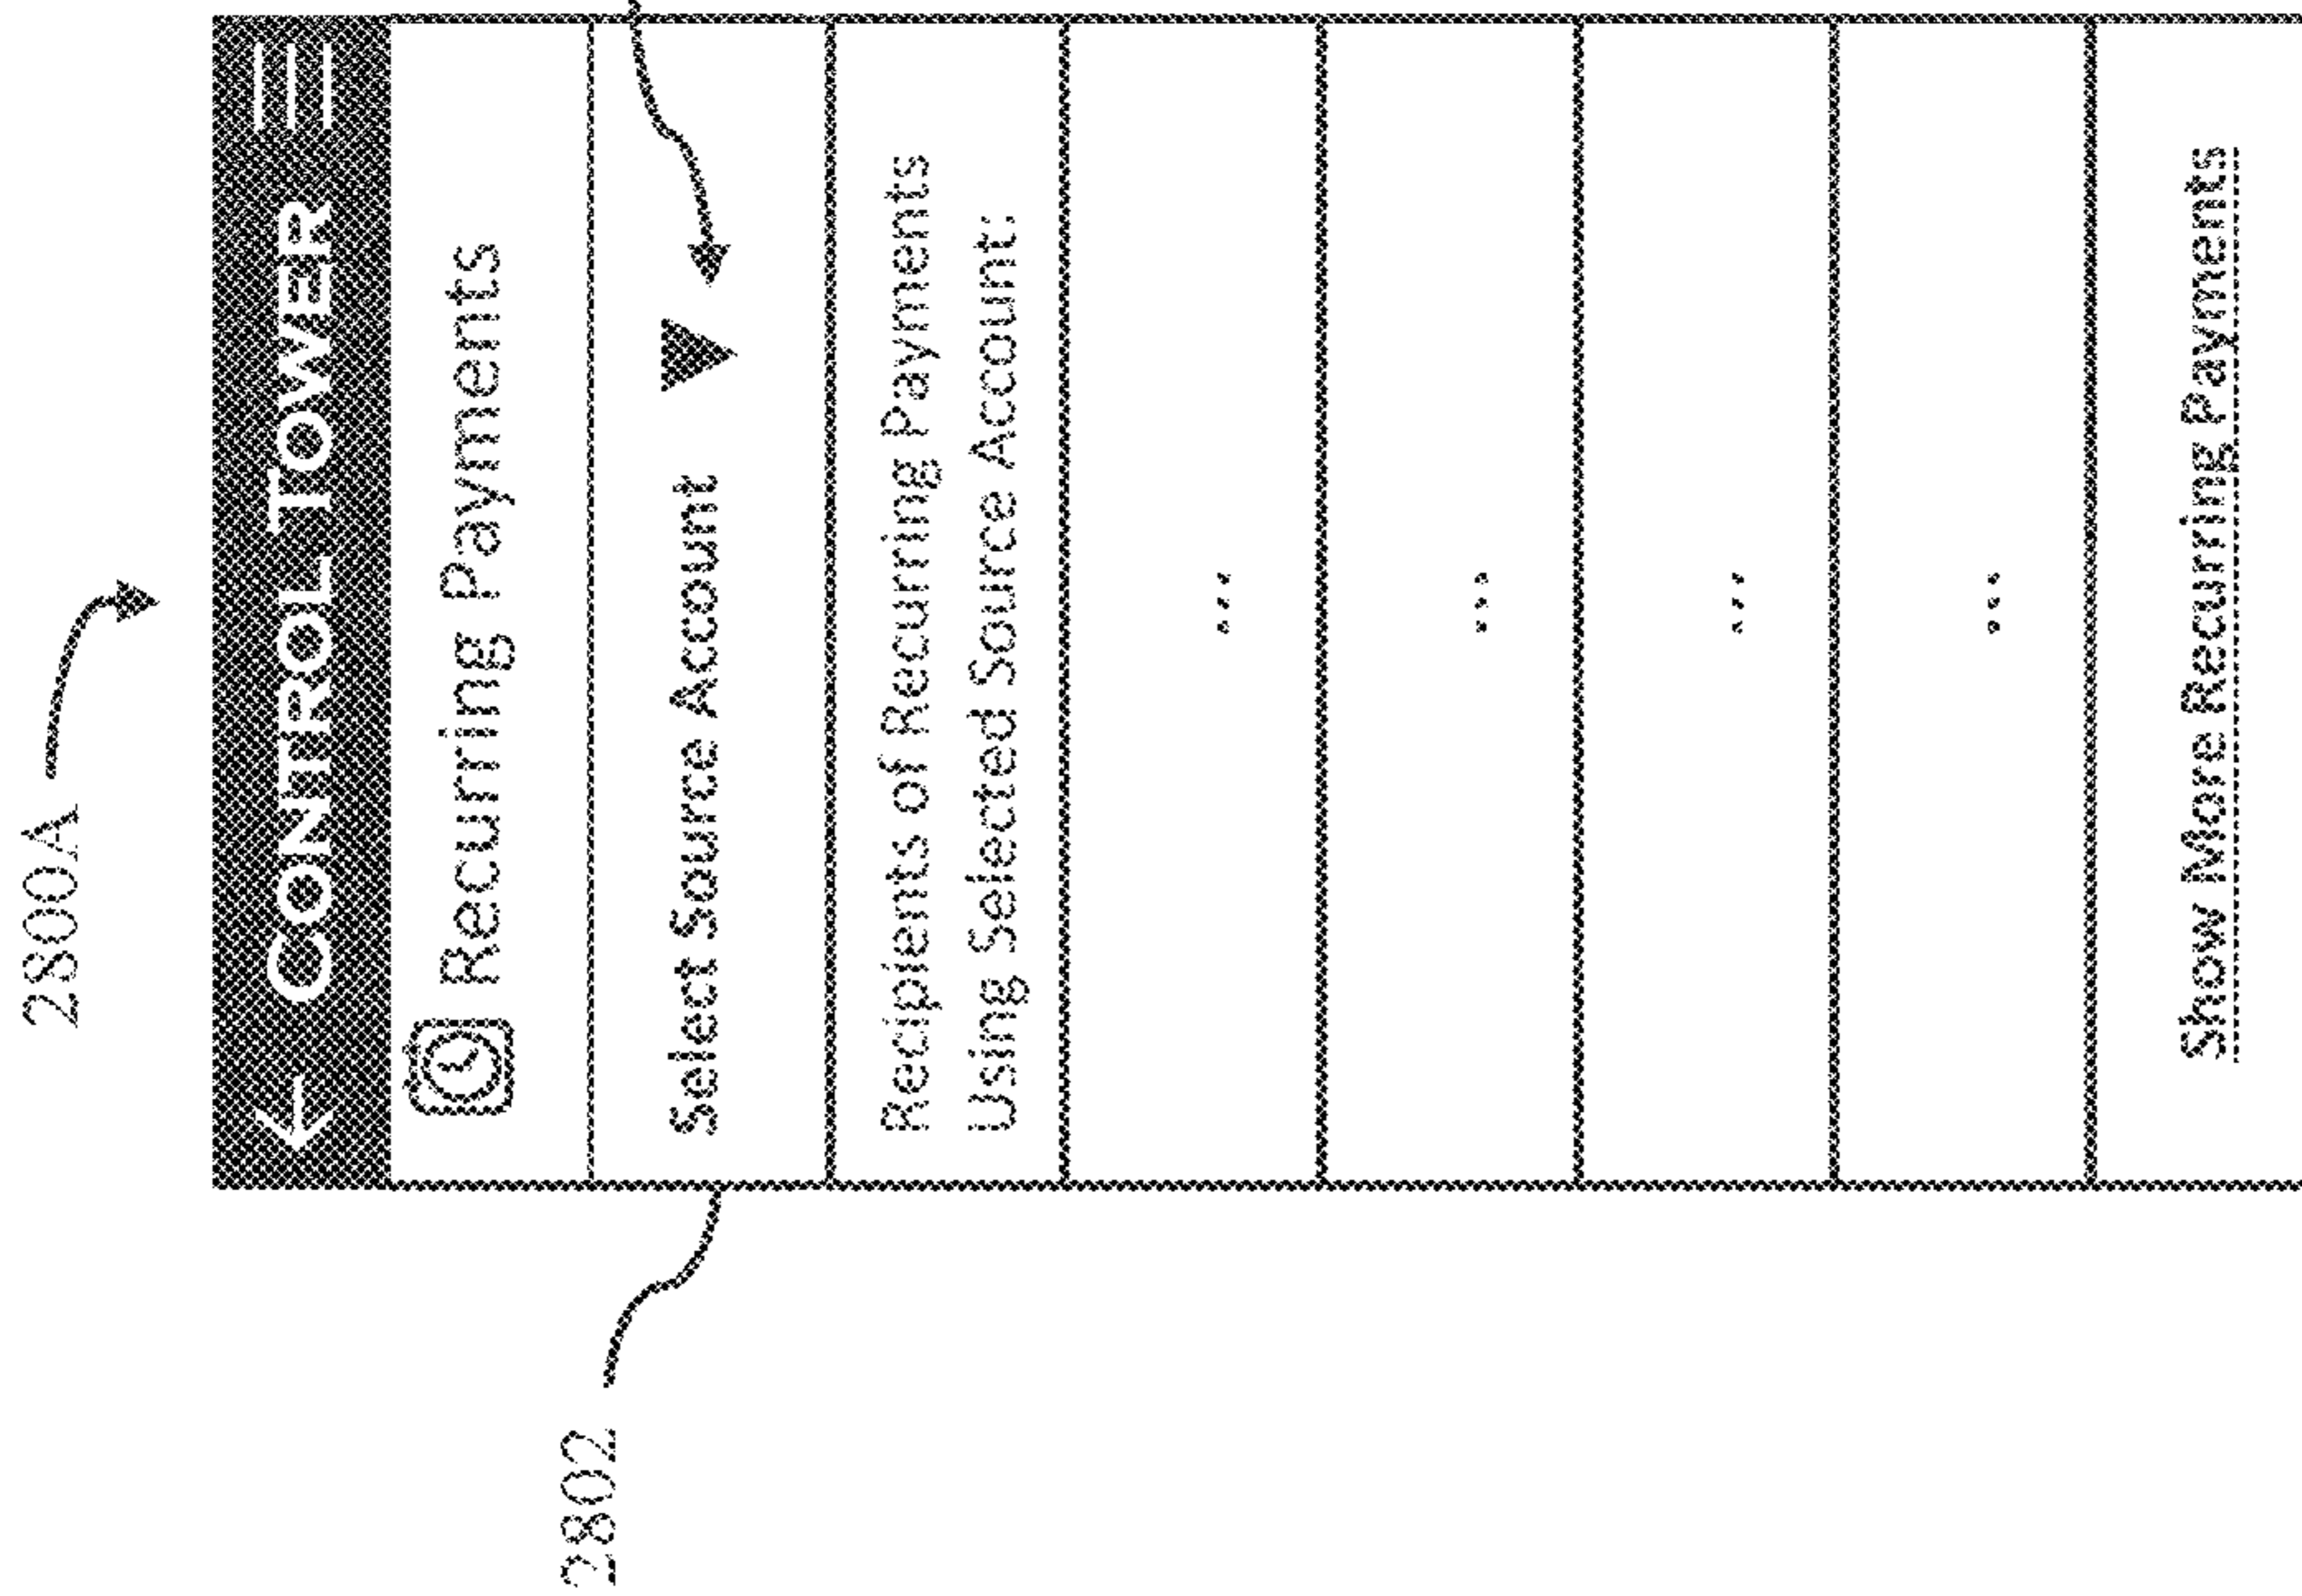 2800A
CONTROL TOWER
Recurring Payments
2802
Select Source Account
Recipients of Recurring Payments
Using Selected Source Account:
...
...
...
...
Show More Recurring Payments